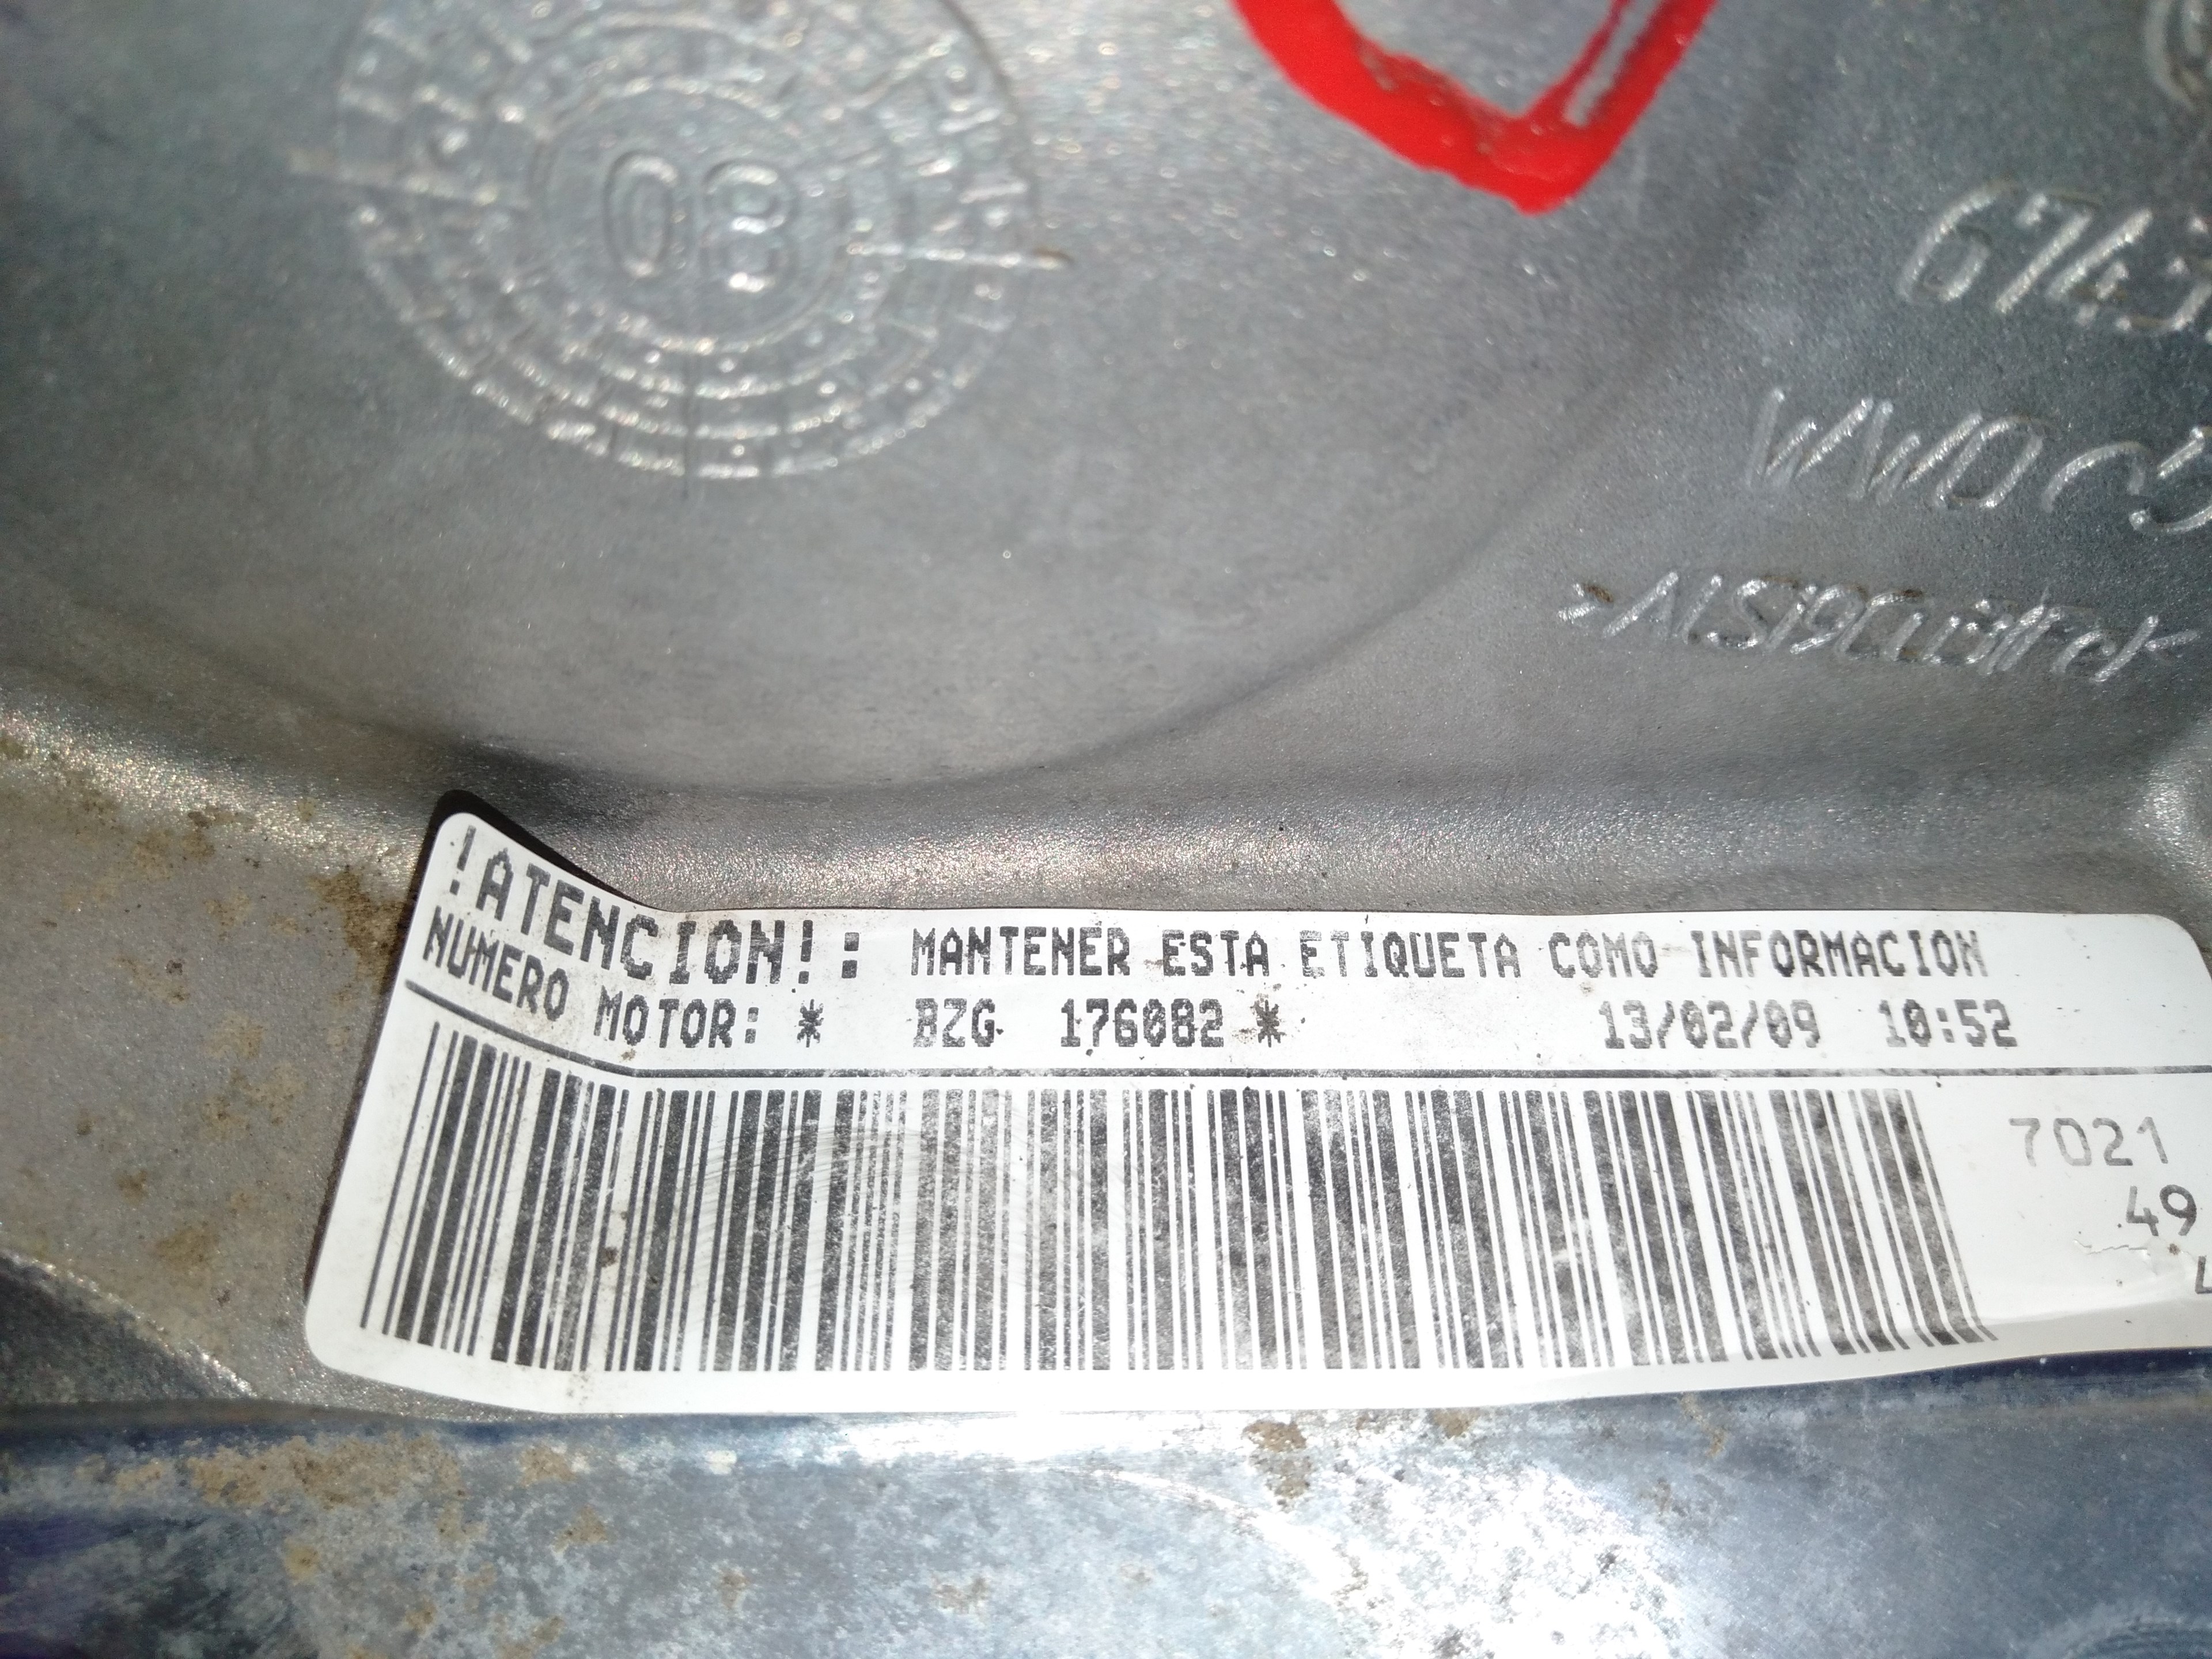 08
!ATENCION!: MANTENER ESTA ETIQUETA COMO INFORMACION
NUMERO MOTOR: * BZG 176082 * 13/02/09 10:52
7021
49